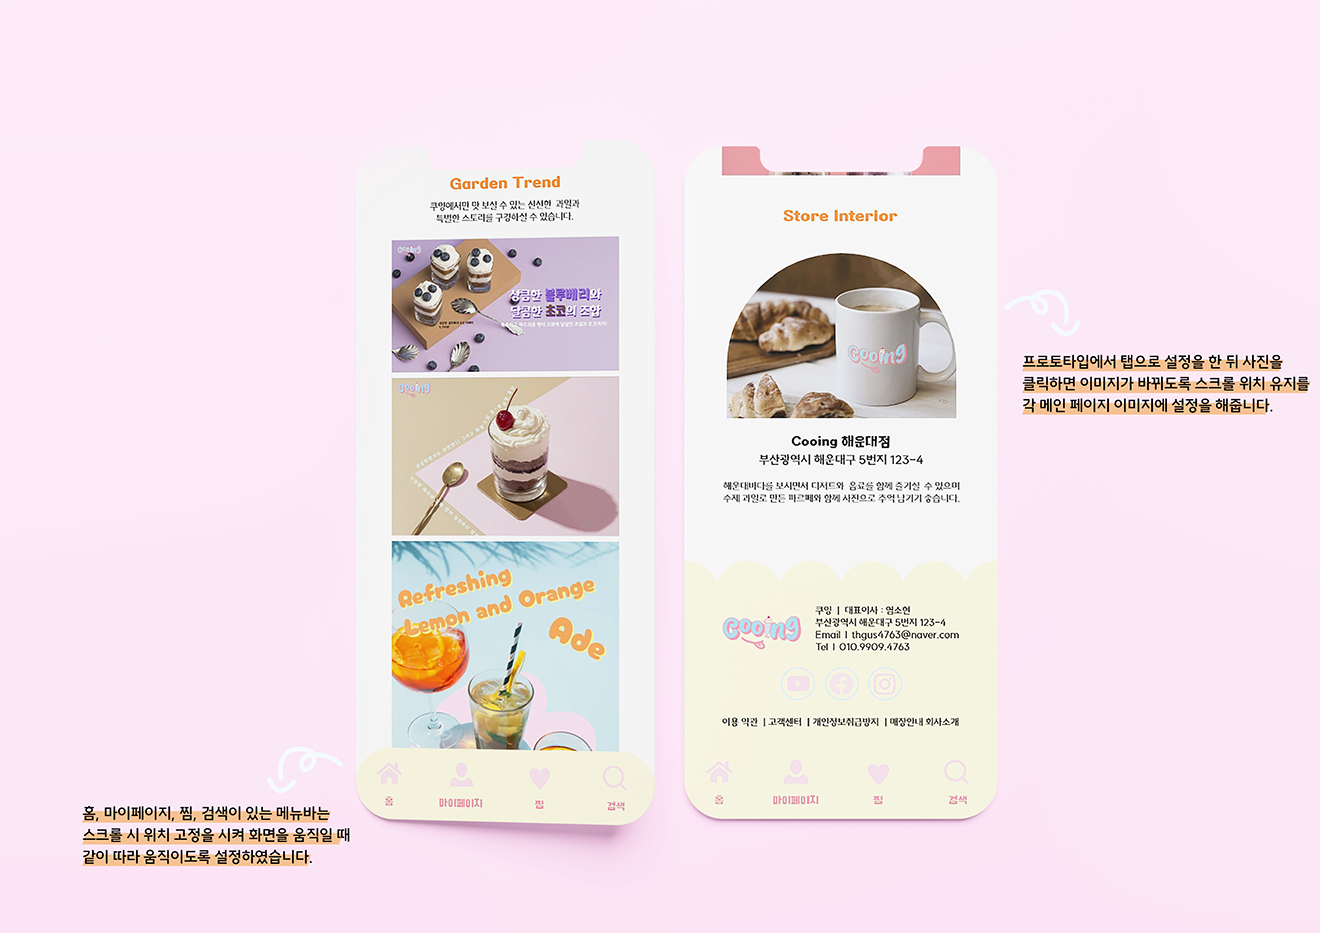 Garden Trend
쿠잉에서만 맛 보실 수 있는 신선한 과일과
특별한 스토리를 구경하실 수 있습니다.
Cooing
상큼한 블루베리와
달콤한 초코의 조합
Cooing
Refreshing
Lemon and Orange
Ade
홈
마이페이지
찜
검색
홈, 마이페이지, 찜, 검색이 있는 메뉴바는
스크롤 시 위치 고정을 시켜 화면을 움직일 때
같이 따라 움직이도록 설정하였습니다.
Store Interior
Cooing
Cooing 해운대점
부산광역시 해운대구 5번지 123-4
해운대바다를 보시면서 디저트와 음료를 함께 즐기실 수 있으며
수제 과일로 만든 파르페와 함께 사진으로 추억 남기기 좋습니다.
Cooing
쿠잉 | 대표이사 : 염소현
부산광역시 해운대구 5번지 123-4
Email | thgus4763@naver.com
Tel | 010.9909.4763
이용 약관 | 고객센터 | 개인정보취급방지 | 매장안내 회사소개
홈
마이페이지
찜
검색
프로토타입에서 탭으로 설정을 한 뒤 사진을
클릭하면 이미지가 바뀌도록 스크롤 위치 유지를
각 메인 페이지 이미지에 설정을 해줍니다.